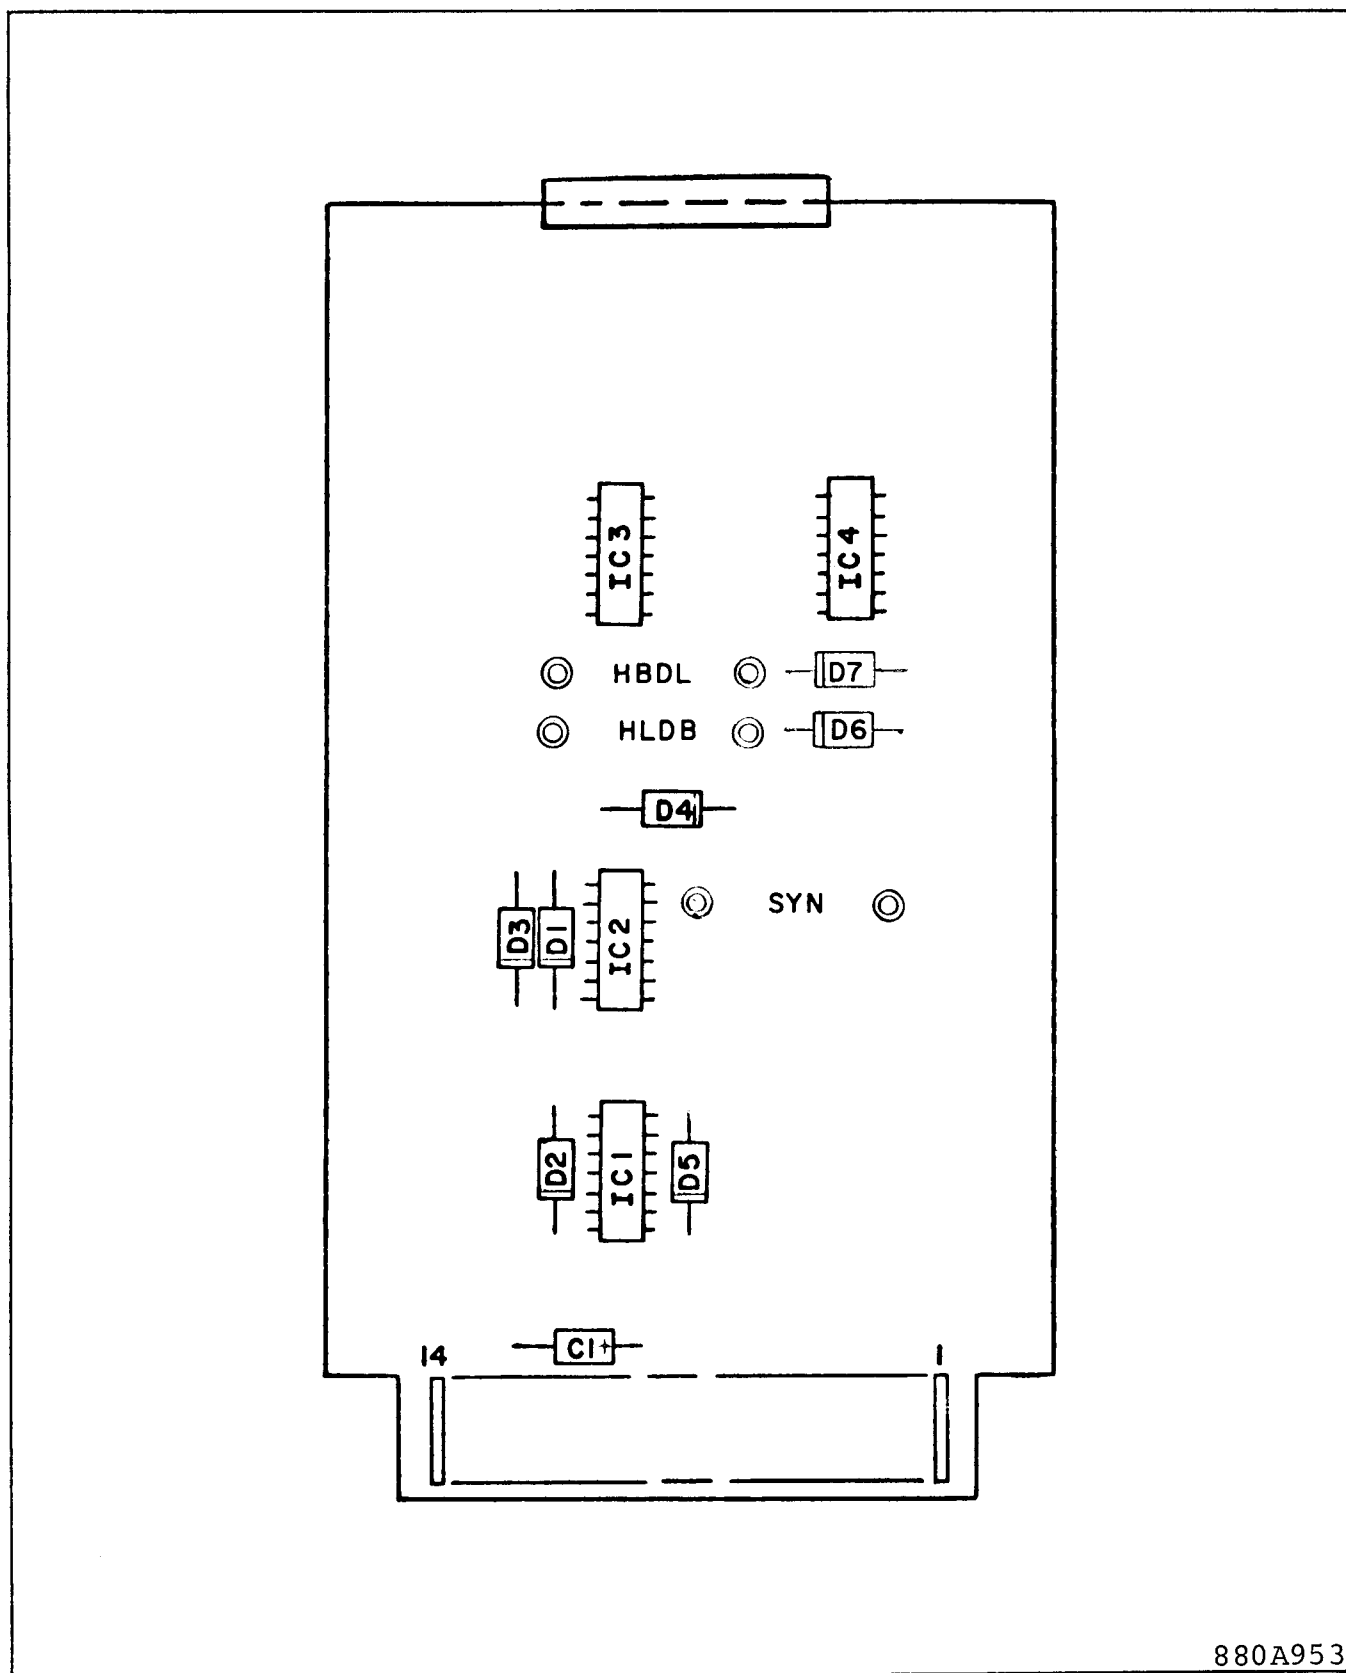 IC3
IC4
HBDL
D7
HLDB
D6
D4
D3
D1
IC2
SYN
D2
IC1
D5
C1+
14
1
880A953